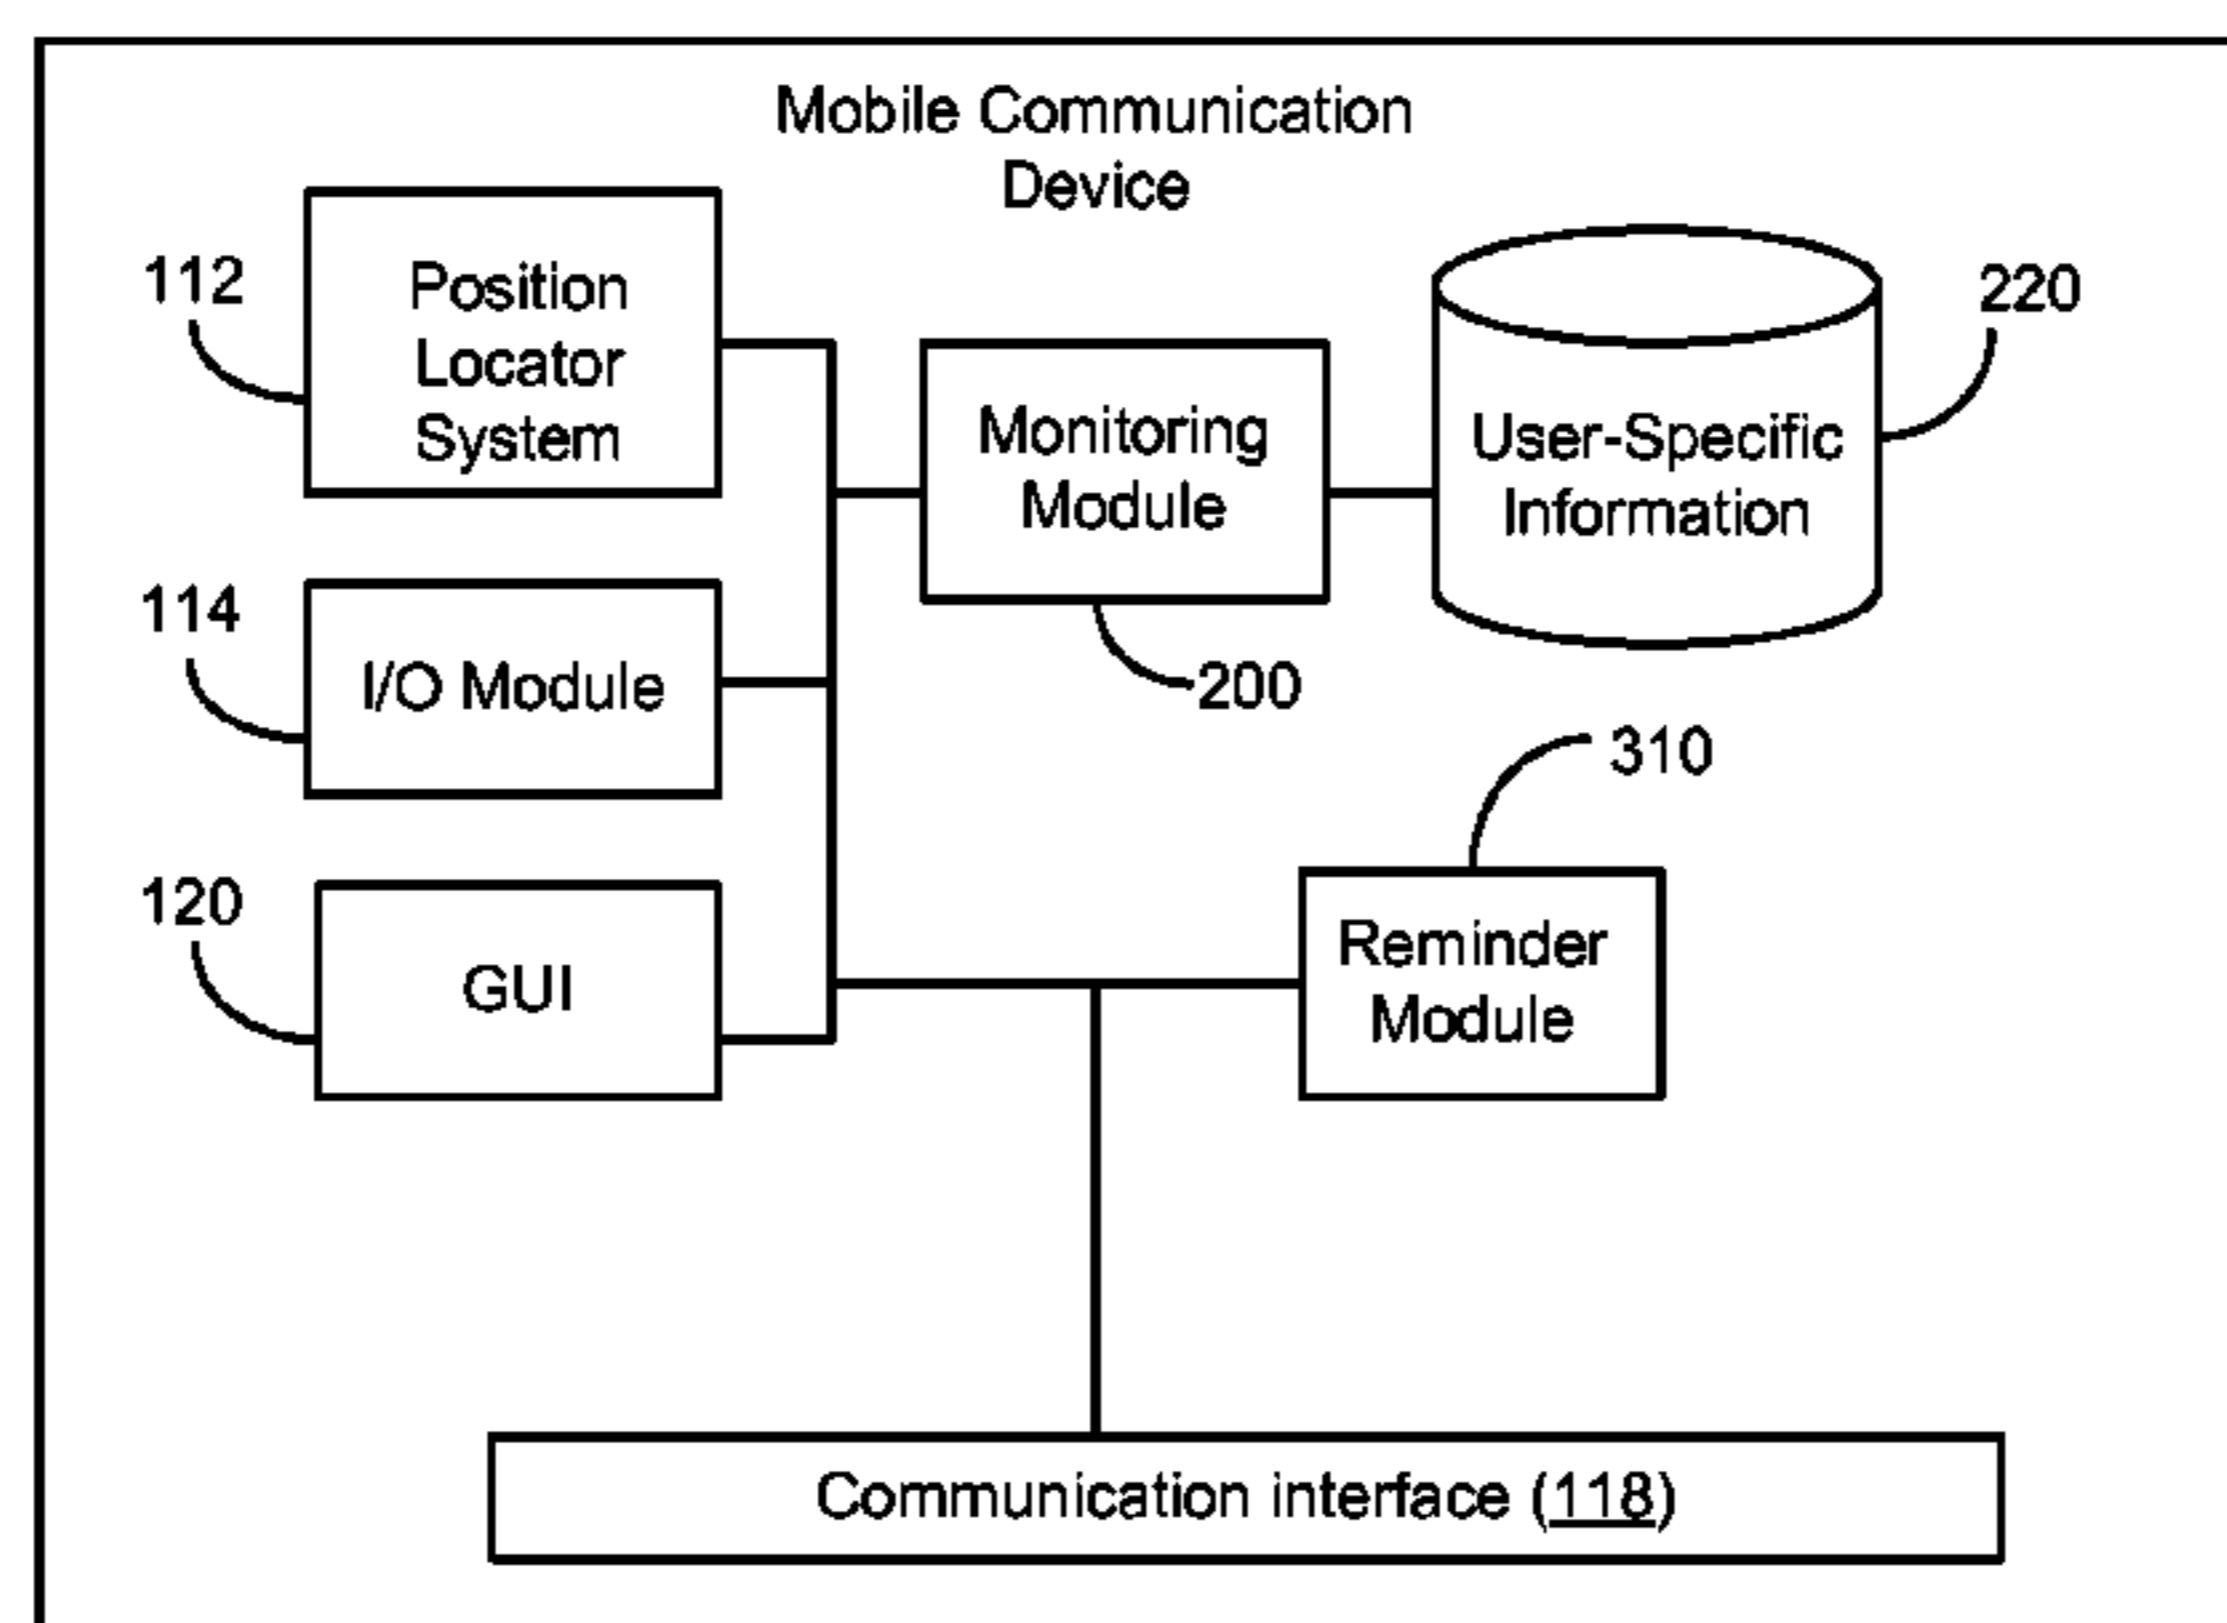 Mobile Communication
Device
112
Position
Locator
System
220
Monitoring
Module
User-Specific
Information
114
I/O Module
200
310
120
GUI
Reminder
Module
Communication interface (118)